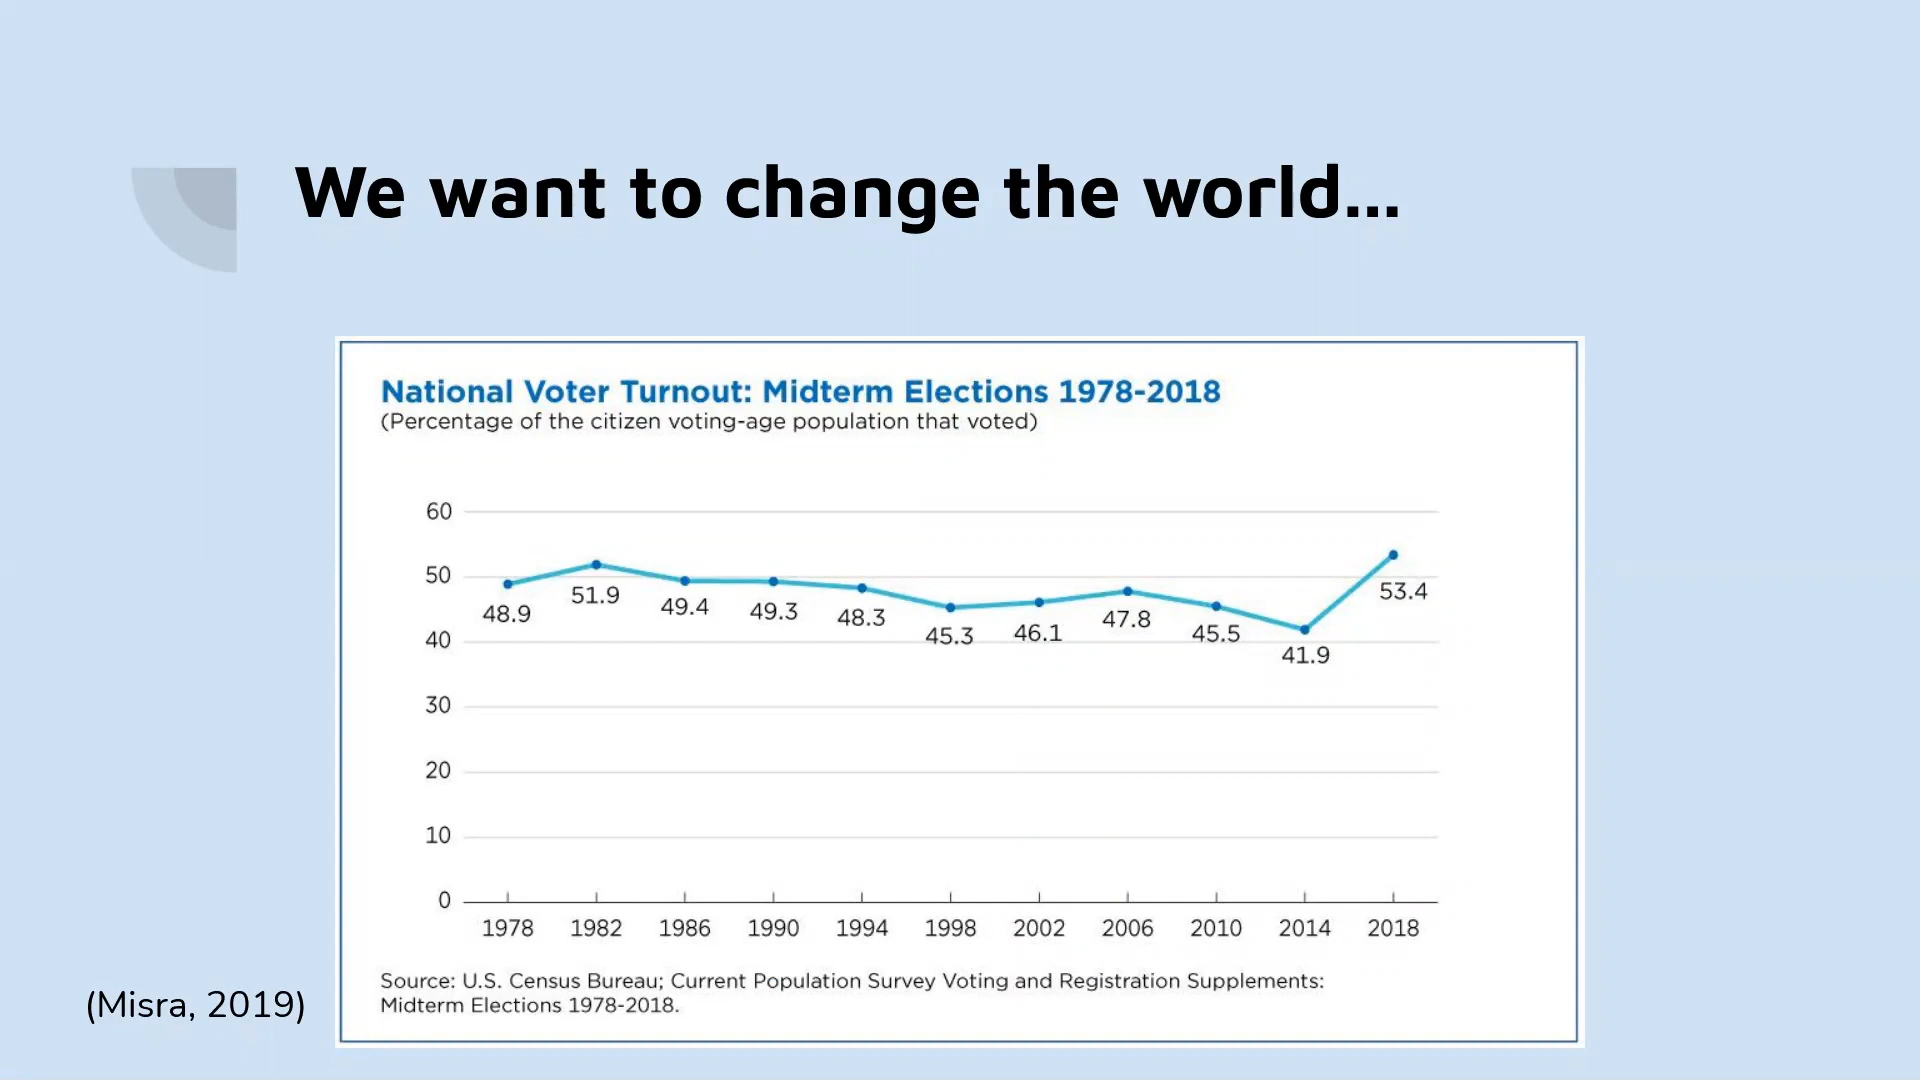 We want to change the world...
National Voter Turnout: Midterm Elections 1978-2018
(Percentage of the citizen voting-age population that voted)
60
50
40
30
20
10
0
48.9
51.9
49.4
49.3
48.3
45.3
46.1
47.8
45.5
41.9
53.4
1978 1982 1986 1990 1994 1998 2002 2006 2010 2014 2018
Source: U.S. Census Bureau; Current Population Survey Voting and Registration Supplements:
Midterm Elections 1978-2018.
(Misra, 2019)